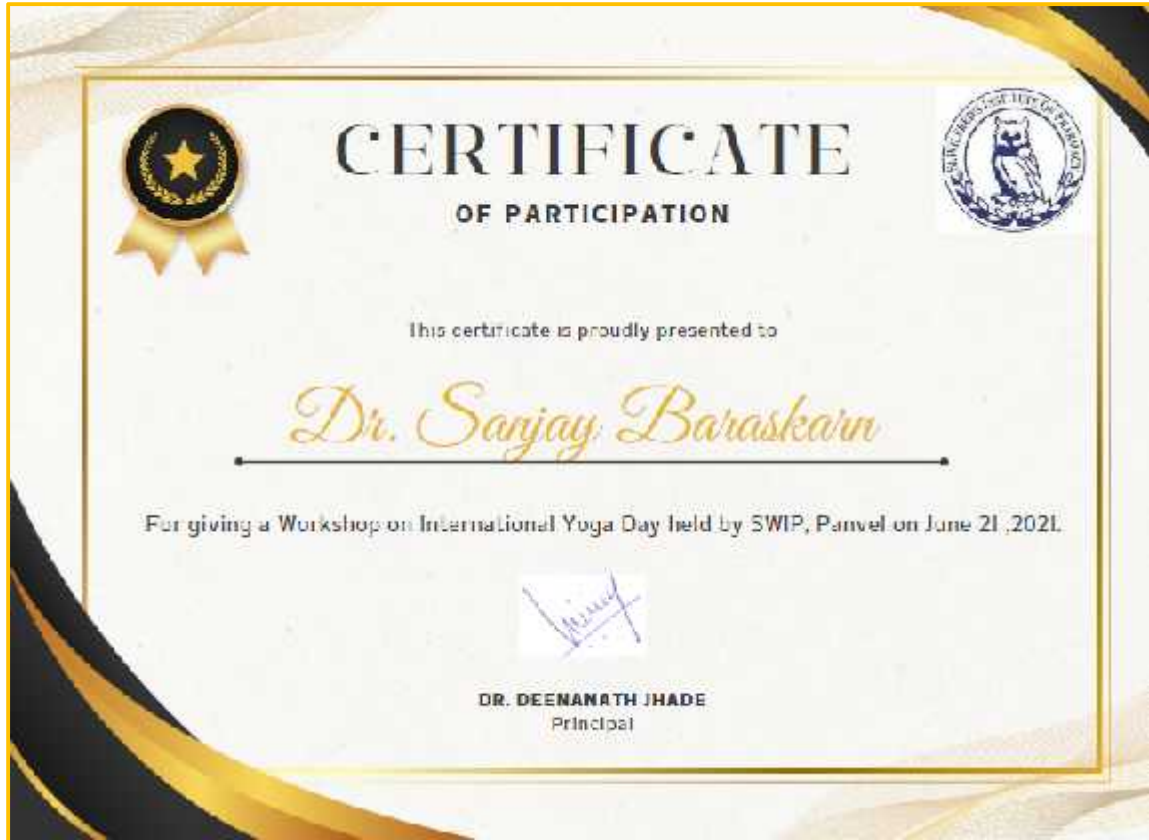 CERTIFICATE
OF PARTICIPATION
This certificate is proudly presented to
Dr. Sanjay Baraskarn
For giving a Workshop on International Yoga Day held by SWIP, Panvel on June 21 ,2021.
DR. DEENANATH JHADE
Principal